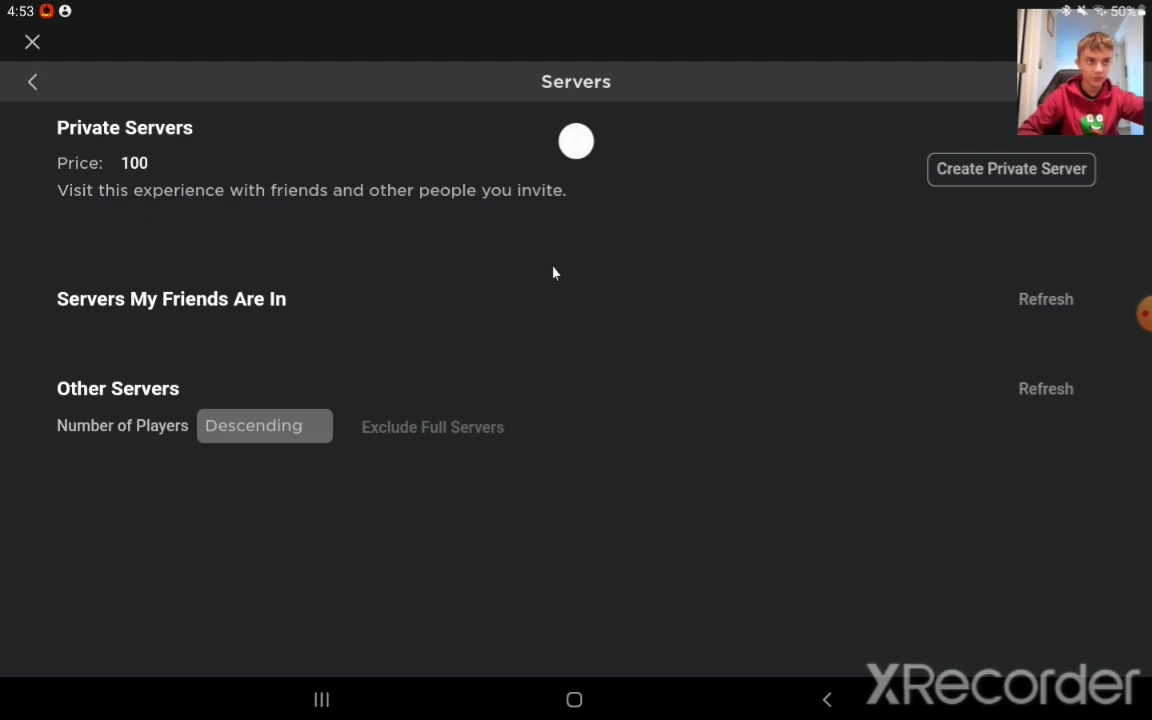 4:53
50%
Servers
Private Servers
Price: 100
Visit this experience with friends and other people you invite.
Create Private Server
Servers My Friends Are In
Refresh
Other Servers
Refresh
Number of Players Descending Exclude Full Servers
XRecorder